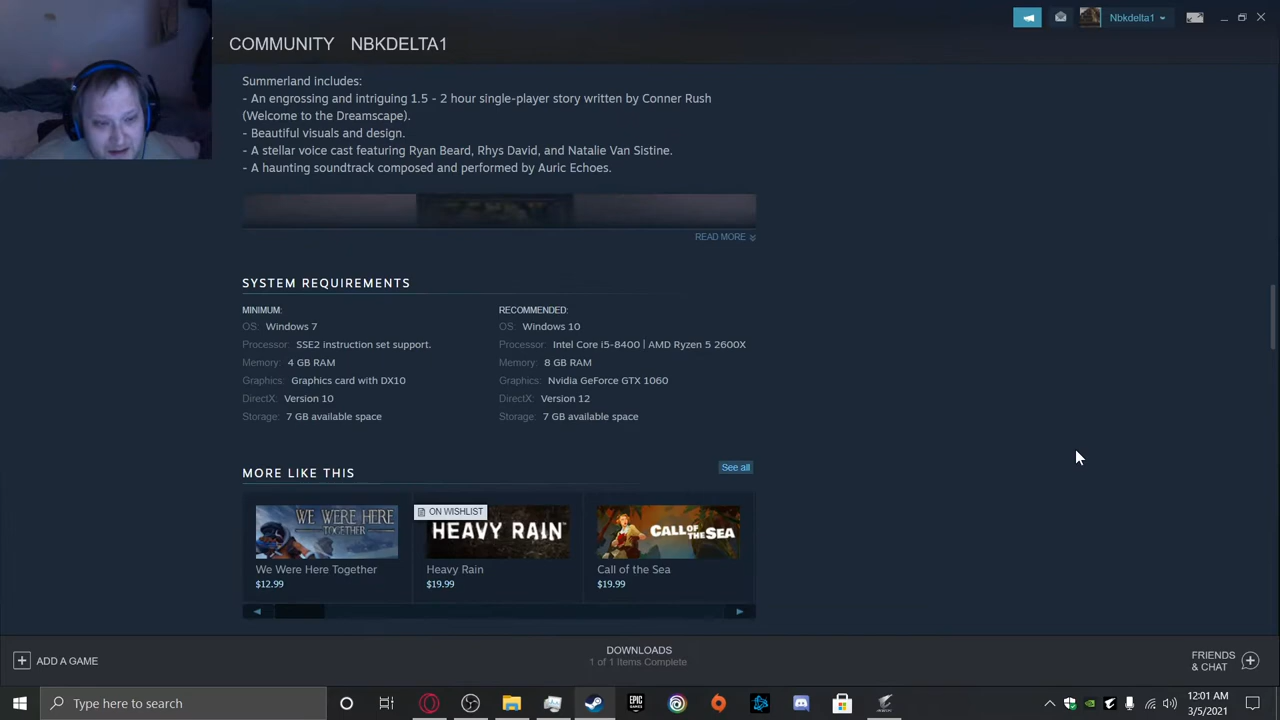 Nbkdelta1
COMMUNITY NBKDELTA1
Summerland includes:
- An engrossing and intriguing 1.5 - 2 hour single-player story written by Conner Rush
(Welcome to the Dreamscape).
- Beautiful visuals and design.
- A stellar voice cast featuring Ryan Beard, Rhys David, and Natalie Van Sistine.
- A haunting soundtrack composed and performed by Auric Echoes.
READ MORE
SYSTEM REQUIREMENTS
MINIMUM:
OS: Windows 7
Processor: SSE2 instruction set support.
Memory: 4 GB RAM
Graphics: Graphics card with DX10
DirectX: Version 10
Storage: 7 GB available space
RECOMMENDED:
OS: Windows 10
Processor: Intel Core i5-8400 | AMD Ryzen 5 2600X
Memory: 8 GB RAM
Graphics: Nvidia GeForce GTX 1060
DirectX: Version 12
Storage: 7 GB available space
MORE LIKE THIS
See all
WE WERE HERE
TOGETHER
We Were Here Together
$12.99
ON WISHLIST
HEAVY RAIN
Heavy Rain
$19.99
CALL OF THE SEA
Call of the Sea
$19.99
ADD A GAME
DOWNLOADS
1 of 1 Items Complete
FRIENDS
& CHAT
Type here to search
EPIC
GAMES
12:01 AM
3/5/2021